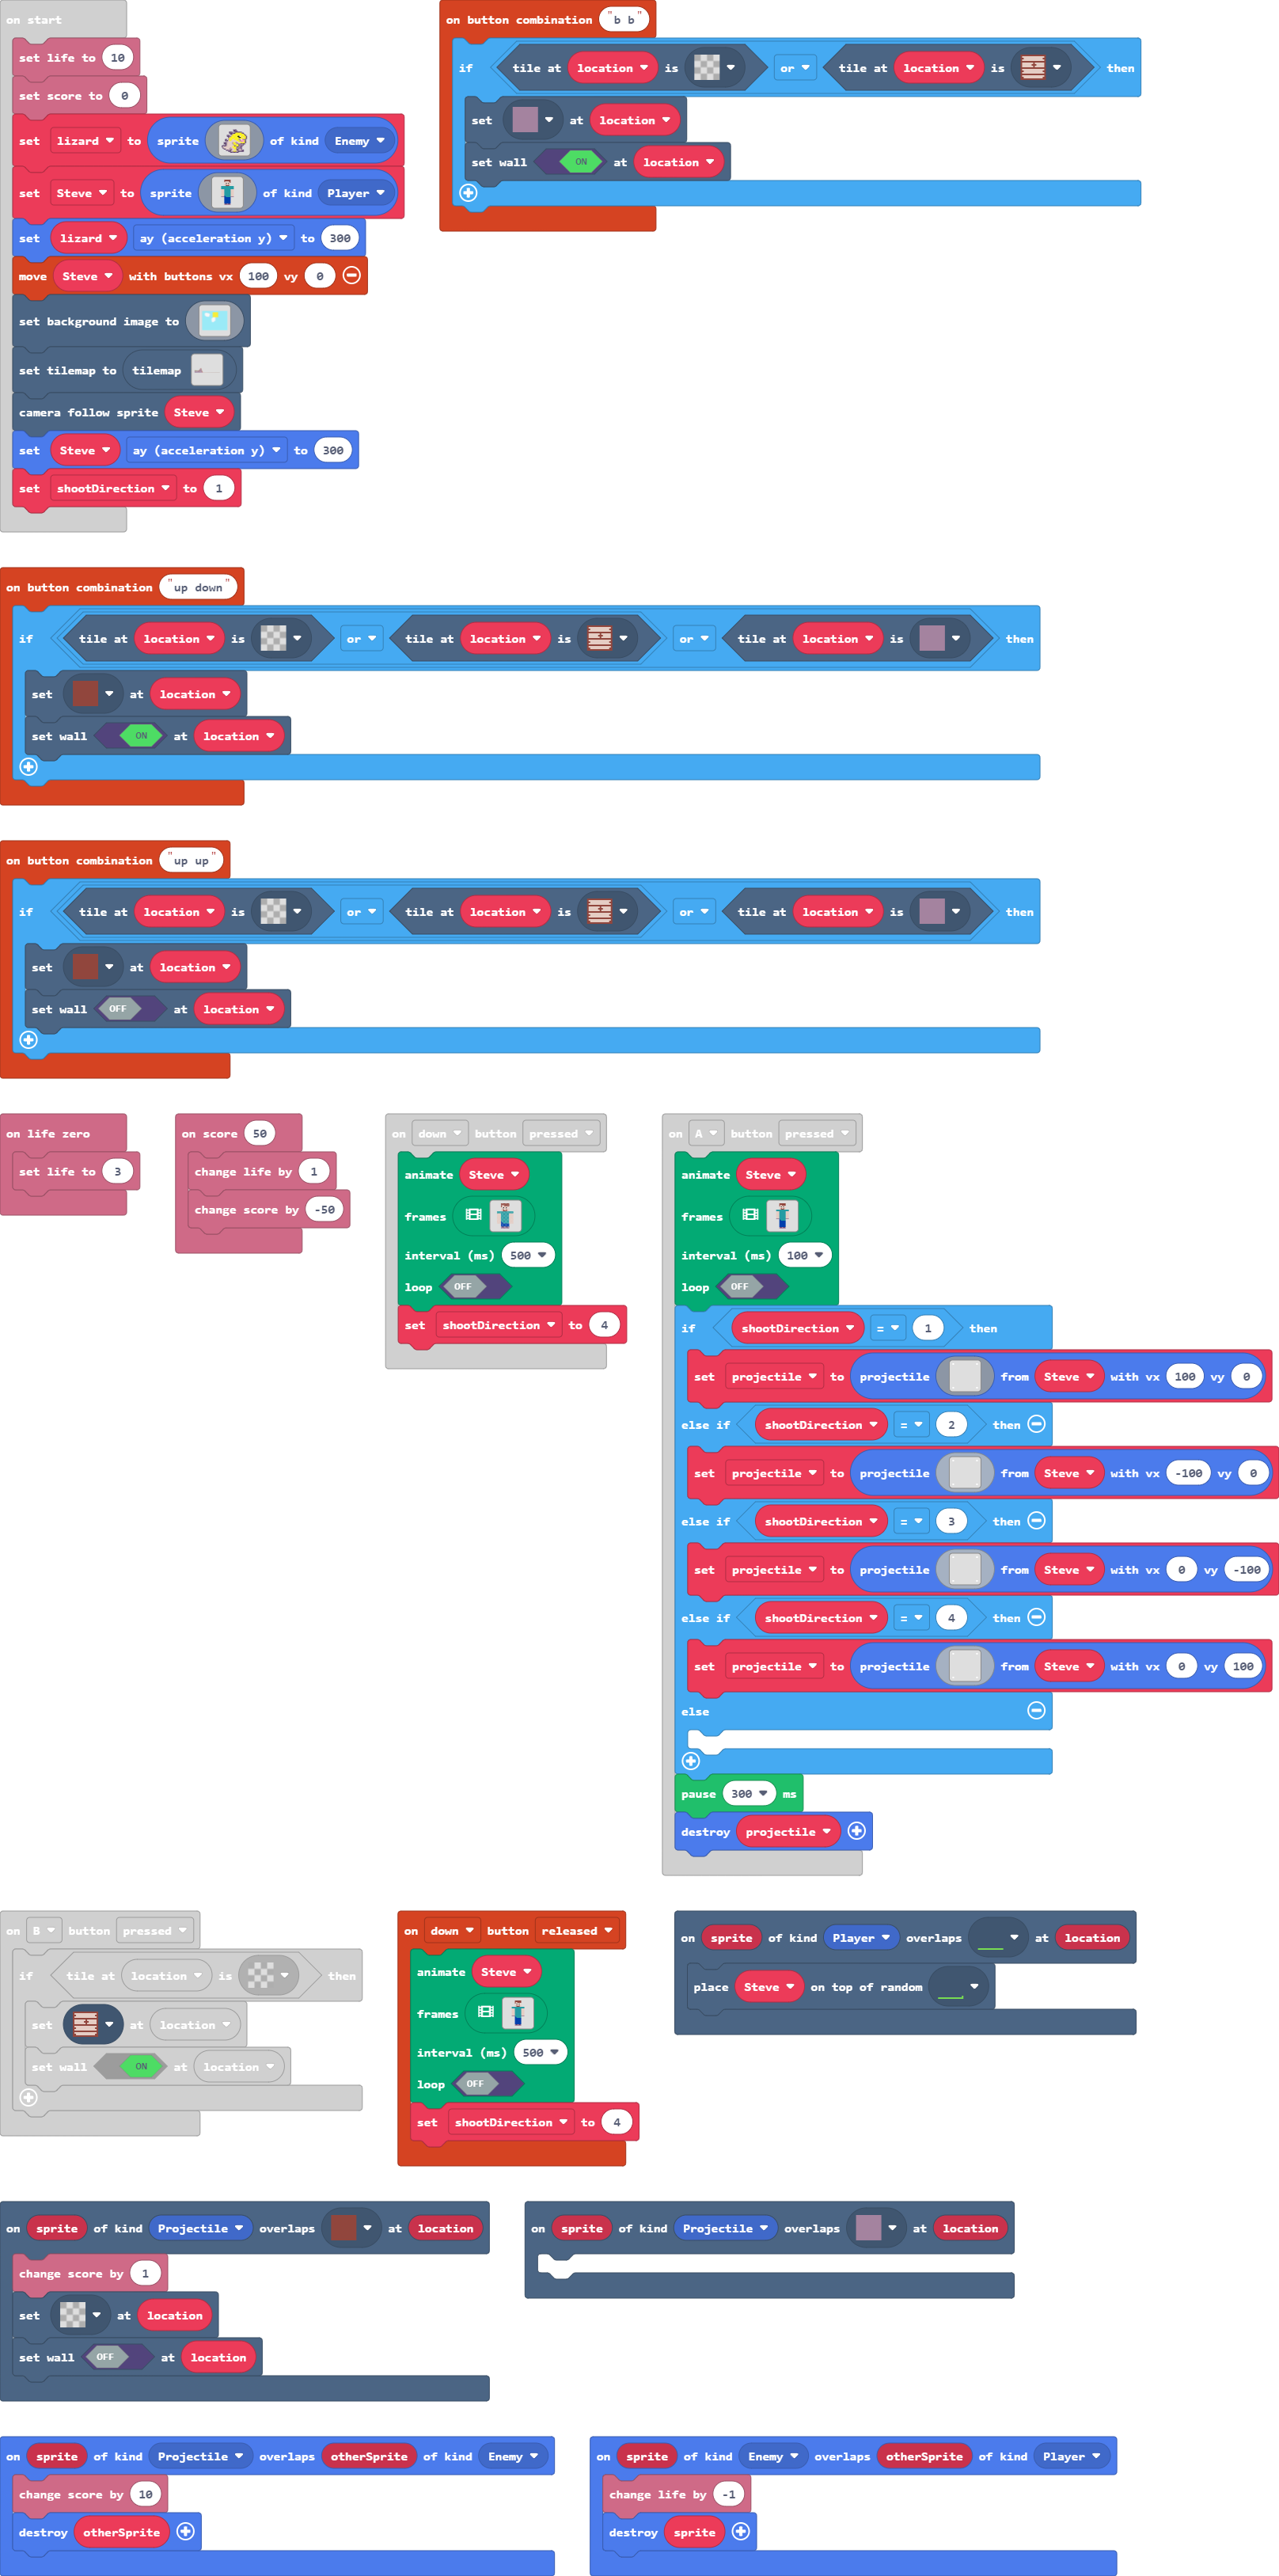 on start
set life to 10
set score to 0
set lizard to sprite of kind Enemy
set Steve to sprite of kind Player
set lizard ay (acceleration y) to 300
move Steve with buttons vx 100 vy 0
set background image to
set tilemap to tilemap
camera follow sprite Steve
set Steve ay (acceleration y) to 300
set shootDirection to 1
on button combination "b b"
if tile at location is or tile at location is then
set at location
set wall ON at location
on button combination "up down"
if tile at location is or tile at location is or tile at location is then
set at location
set wall ON at location
on button combination "up up"
if tile at location is or tile at location is or tile at location is then
set at location
set wall OFF at location
on life zero
set life to 3
on score 50
change life by 1
change score by -50
on down button pressed
animate Steve
frames
interval (ms) 500
loop OFF
set shootDirection to 4
on A button pressed
animate Steve
frames
interval (ms) 100
loop OFF
if shootDirection = 1 then
set projectile to projectile from Steve with vx 100 vy 0
else if shootDirection = 2 then
set projectile to projectile from Steve with vx -100 vy 0
else if shootDirection = 3 then
set projectile to projectile from Steve with vx 0 vy -100
else if shootDirection = 4 then
set projectile to projectile from Steve with vx 0 vy 100
else
pause 300 ms
destroy projectile
on B button pressed
if tile at location is then
set at location
set wall ON at location
on down button released
animate Steve
frames
interval (ms) 500
loop OFF
set shootDirection to 4
on sprite of kind Player overlaps at location
place Steve on top of random
on sprite of kind Projectile overlaps at location
change score by 1
set at location
set wall OFF at location
on sprite of kind Projectile overlaps at location
on sprite of kind Projectile overlaps otherSprite of kind Enemy
change score by 10
destroy otherSprite
on sprite of kind Enemy overlaps otherSprite of kind Player
change life by -1
destroy sprite